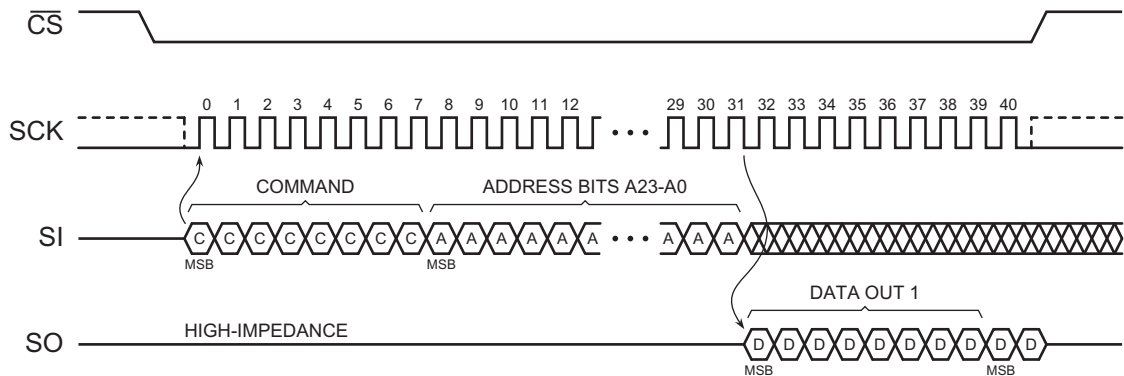 CS
0 1 2 3 4 5 6 7 8 9 10 11 12 29 30 31 32 33 34 35 36 37 38 39 40
SCK
COMMAND ADDRESS BITS A23-A0
SI C C C C C C C C A A A A A A A A A
MSB MSB
DATA OUT 1
HIGH-IMPEDANCE
SO D D D D D D D D D D
MSB MSB